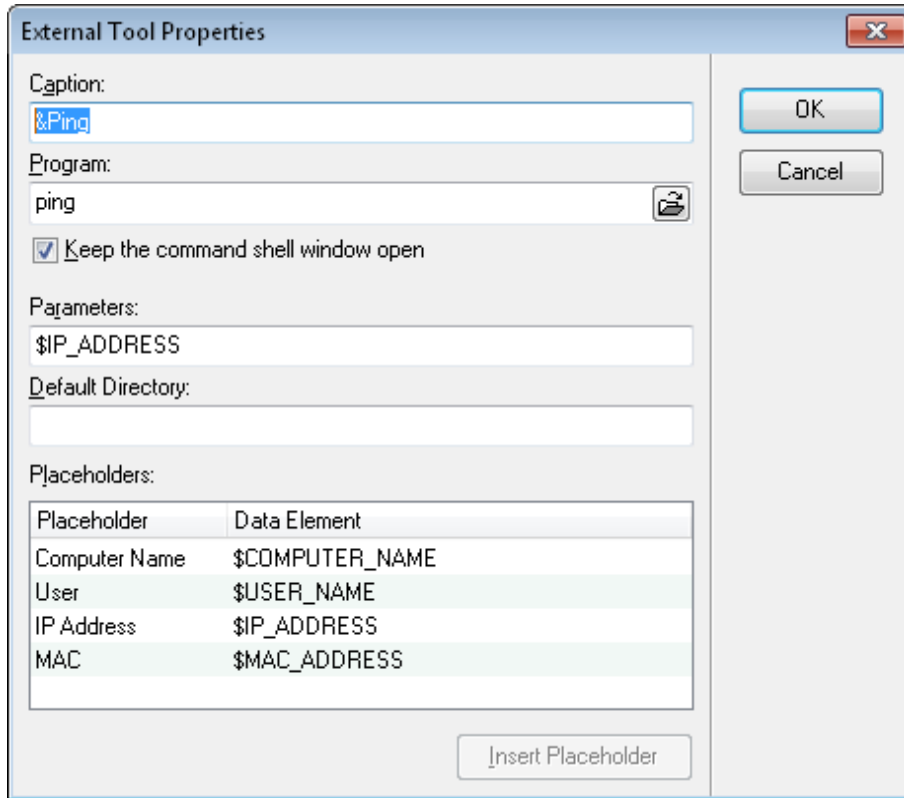 External Tool Properties
Caption:
&Ping
OK
Program:
ping
Cancel
Keep the command shell window open
Parameters:
$IP_ADDRESS
Default Directory:
Placeholders:
Placeholder Data Element
Computer Name $COMPUTER_NAME
User $USER_NAME
IP Address $IP_ADDRESS
MAC $MAC_ADDRESS
Insert Placeholder